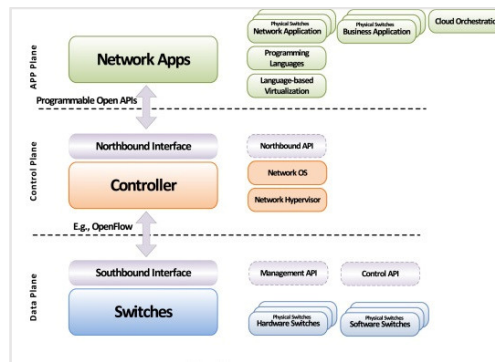 APP Plane
Network Apps
Physical Switches
Network Application
Physical Switches
Business Application
Cloud Orchestration
Programming
Languages
Language-based
Virtualization
Programmable Open APIs
Control Plane
Northbound Interface
Northbound API
Controller
Network OS
Network Hypervisor
E.g., OpenFlow
Data Plane
Southbound Interface
Management API
Control API
Switches
Physical Switches
Hardware Switches
Physical Switches
Software Switches